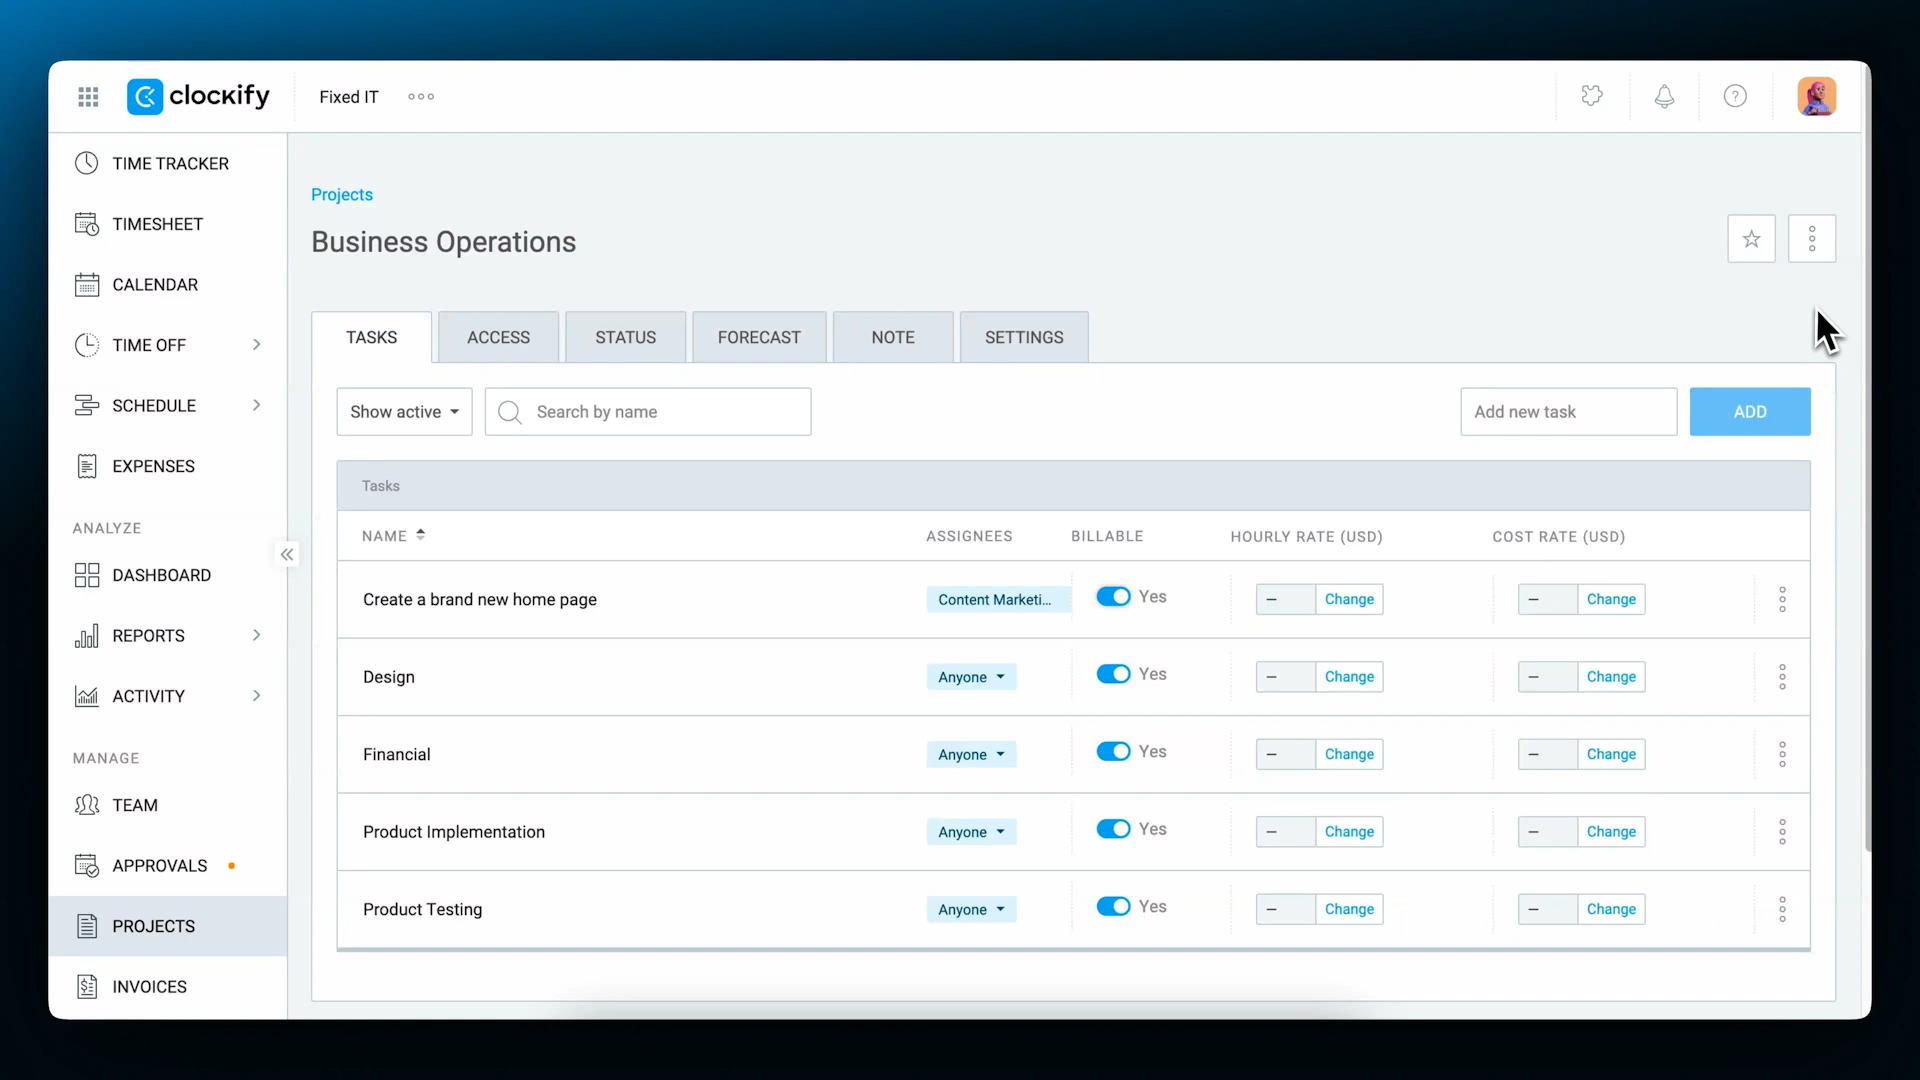 clockify
Fixed IT
TIME TRACKER
TIMESHEET
CALENDAR
TIME OFF
SCHEDULE
EXPENSES
ANALYZE
DASHBOARD
REPORTS
ACTIVITY
MANAGE
TEAM
APPROVALS
PROJECTS
INVOICES
Projects
Business Operations
TASKS ACCESS STATUS FORECAST NOTE SETTINGS
Show active Search by name Add new task ADD
Tasks
NAME ASSIGNEES BILLABLE HOURLY RATE (USD) COST RATE (USD)
Create a brand new home page Content Marketi... Yes – Change – Change
Design Anyone Yes – Change – Change
Financial Anyone Yes – Change – Change
Product Implementation Anyone Yes – Change – Change
Product Testing Anyone Yes – Change – Change